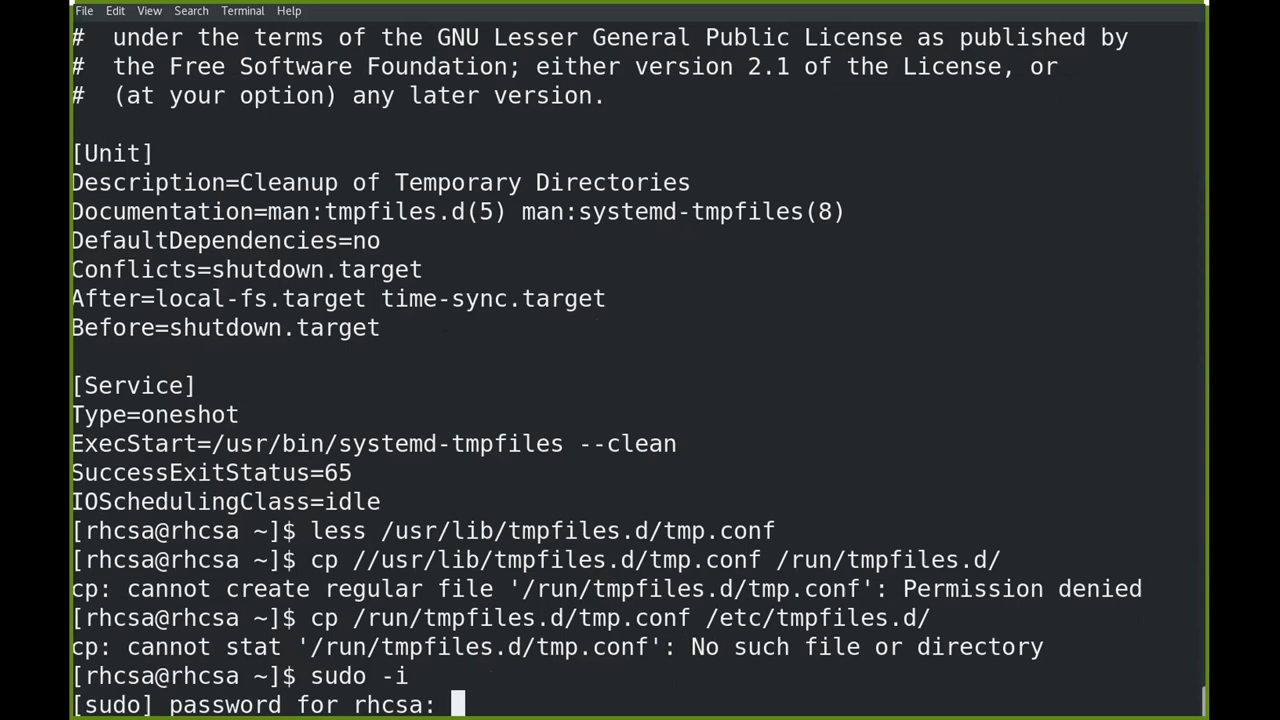 File Edit View Search Terminal Help
# under the terms of the GNU Lesser General Public License as published by
# the Free Software Foundation; either version 2.1 of the License, or
# (at your option) any later version.
[Unit]
Description=Cleanup of Temporary Directories
Documentation=man:tmpfiles.d(5) man:systemd-tmpfiles(8)
DefaultDependencies=no
Conflicts=shutdown.target
After=local-fs.target time-sync.target
Before=shutdown.target
[Service]
Type=oneshot
ExecStart=/usr/bin/systemd-tmpfiles --clean
SuccessExitStatus=65
IOSchedulingClass=idle
[rhcsa@rhcsa ~]$ less /usr/lib/tmpfiles.d/tmp.conf
[rhcsa@rhcsa ~]$ cp //usr/lib/tmpfiles.d/tmp.conf /run/tmpfiles.d/
cp: cannot create regular file '/run/tmpfiles.d/tmp.conf': Permission denied
[rhcsa@rhcsa ~]$ cp /run/tmpfiles.d/tmp.conf /etc/tmpfiles.d/
cp: cannot stat '/run/tmpfiles.d/tmp.conf': No such file or directory
[rhcsa@rhcsa ~]$ sudo -i
[sudo] password for rhcsa: